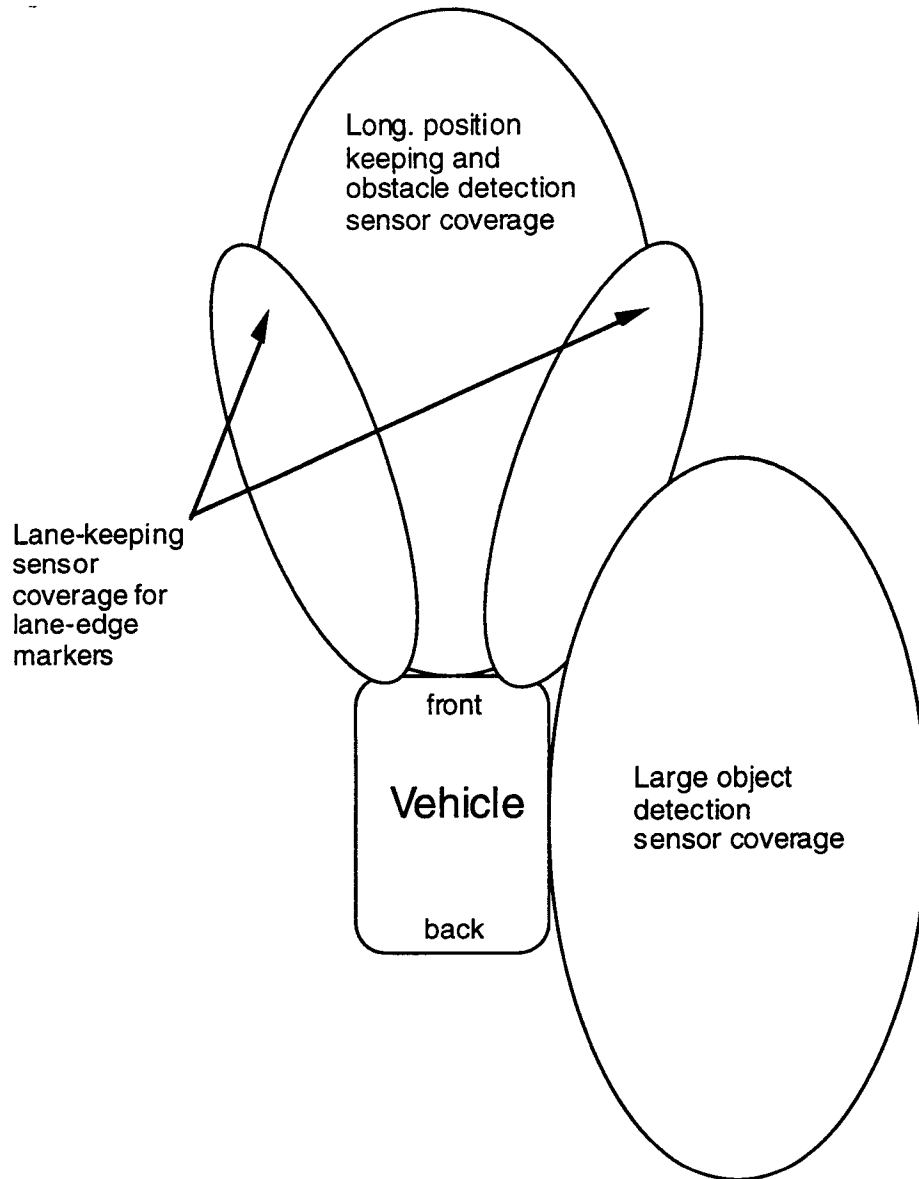 Long. position
keeping and
obstacle detection
sensor coverage
Lane-keeping
sensor
coverage for
lane-edge
markers
front
Vehicle
back
Large object
detection
sensor coverage